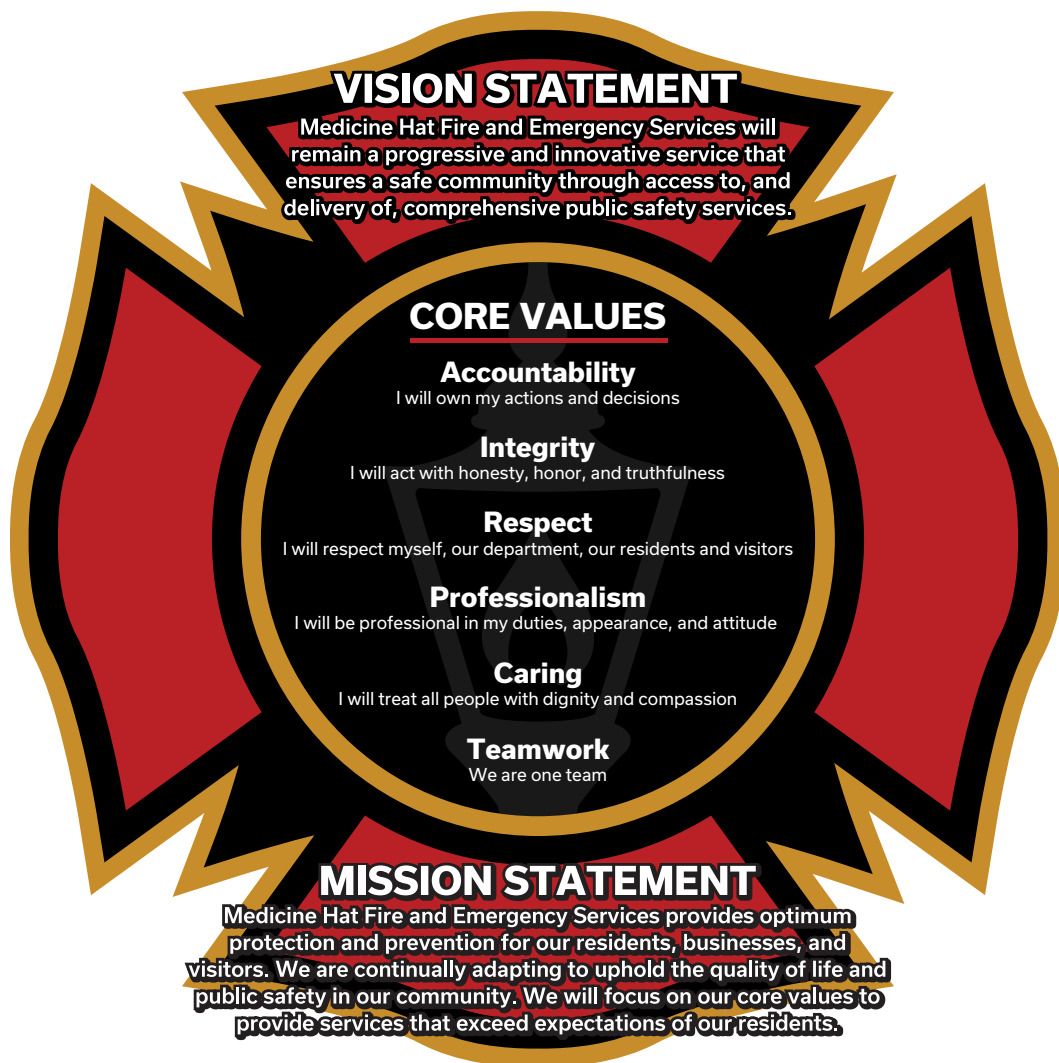 VISION STATEMENT
Medicine Hat Fire and Emergency Services will
remain a progressive and innovative service that
ensures a safe community through access to, and
delivery of, comprehensive public safety services.
CORE VALUES
Accountability
I will own my actions and decisions
Integrity
I will act with honesty, honor, and truthfulness
Respect
I will respect myself, our department, our residents and visitors
Professionalism
I will be professional in my duties, appearance, and attitude
Caring
I will treat all people with dignity and compassion
Teamwork
We are one team
MISSION STATEMENT
Medicine Hat Fire and Emergency Services provides optimum
protection and prevention for our residents, businesses, and
visitors. We are continually adapting to uphold the quality of life and
public safety in our community. We will focus on our core values to
provide services that exceed expectations of our residents.